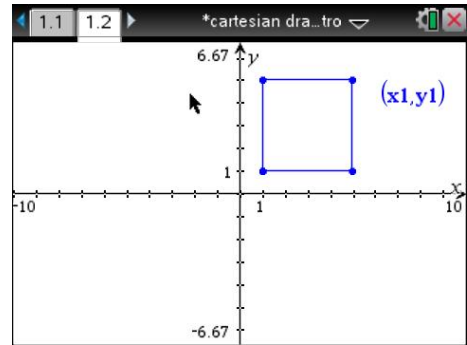 1.1 1.2 *cartesian dra...tro
6.67 y
(x1,y1)
1
x
-10 1 10
-6.67